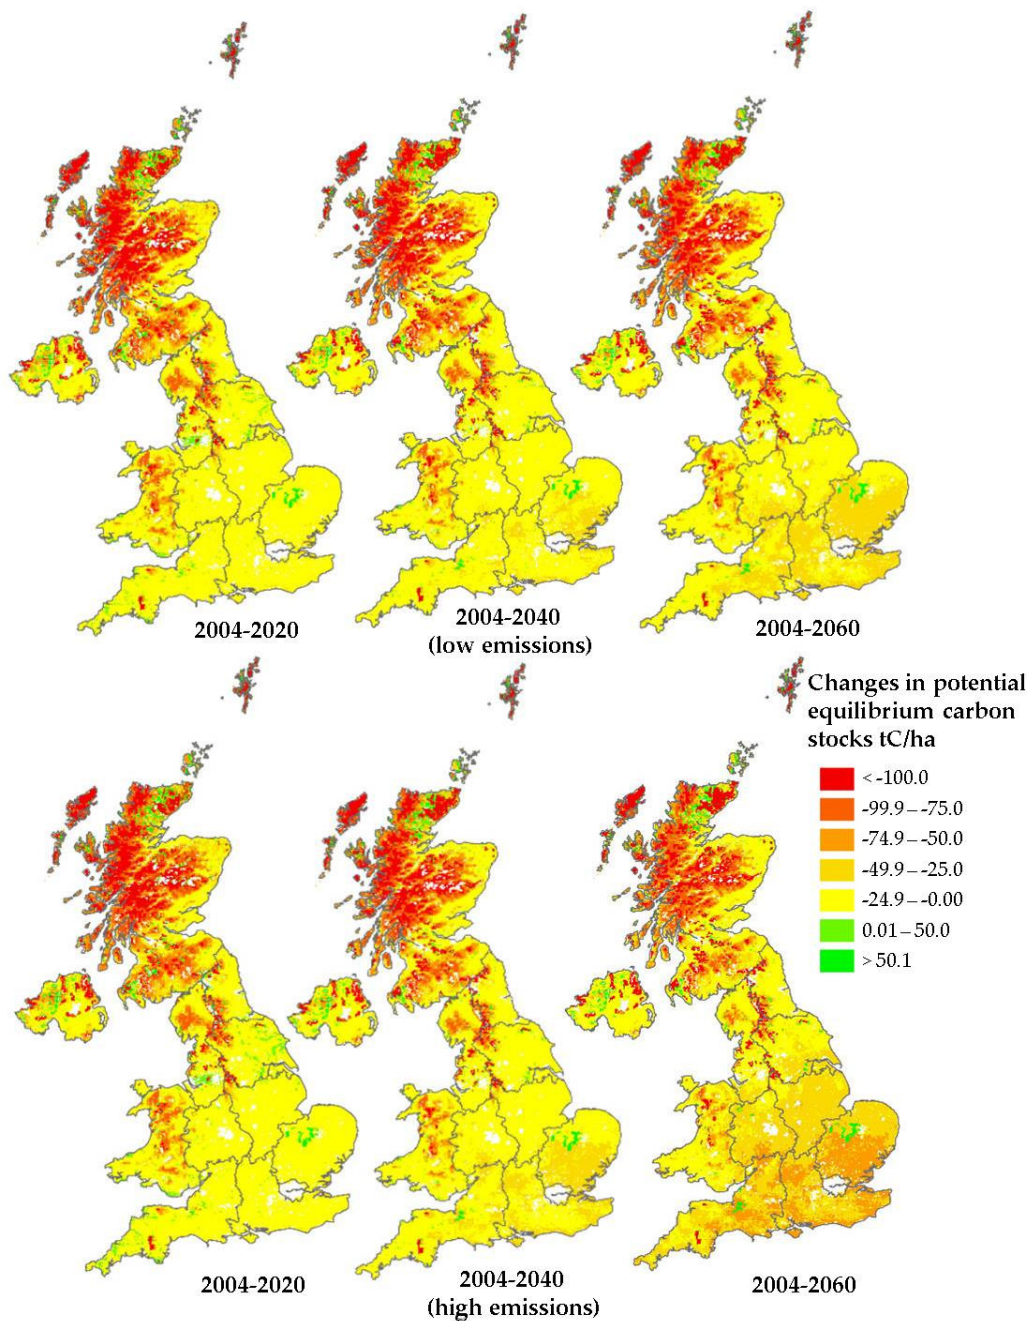 2004-2020
2004-2040
(low emissions)
2004-2060
Changes in potential
equilibrium carbon
stocks tC/ha
< -100.0
-99.9 – -75.0
-74.9 – -50.0
-49.9 – -25.0
-24.9 – -0.00
0.01 – 50.0
> 50.1
2004-2020
2004-2040
(high emissions)
2004-2060